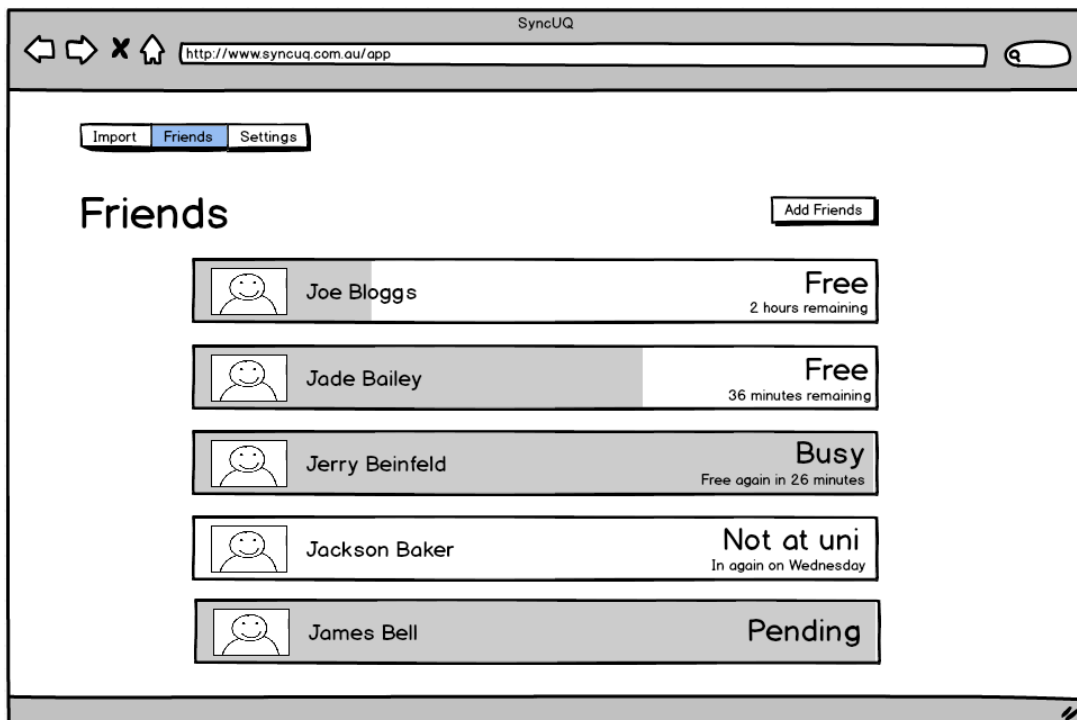 SyncUQ
http://www.syncuq.com.au/app
Import Friends Settings
Friends
Add Friends
Joe Bloggs
Free
2 hours remaining
Jade Bailey
Free
36 minutes remaining
Jerry Beinfeld
Busy
Free again in 26 minutes
Jackson Baker
Not at uni
In again on Wednesday
James Bell
Pending